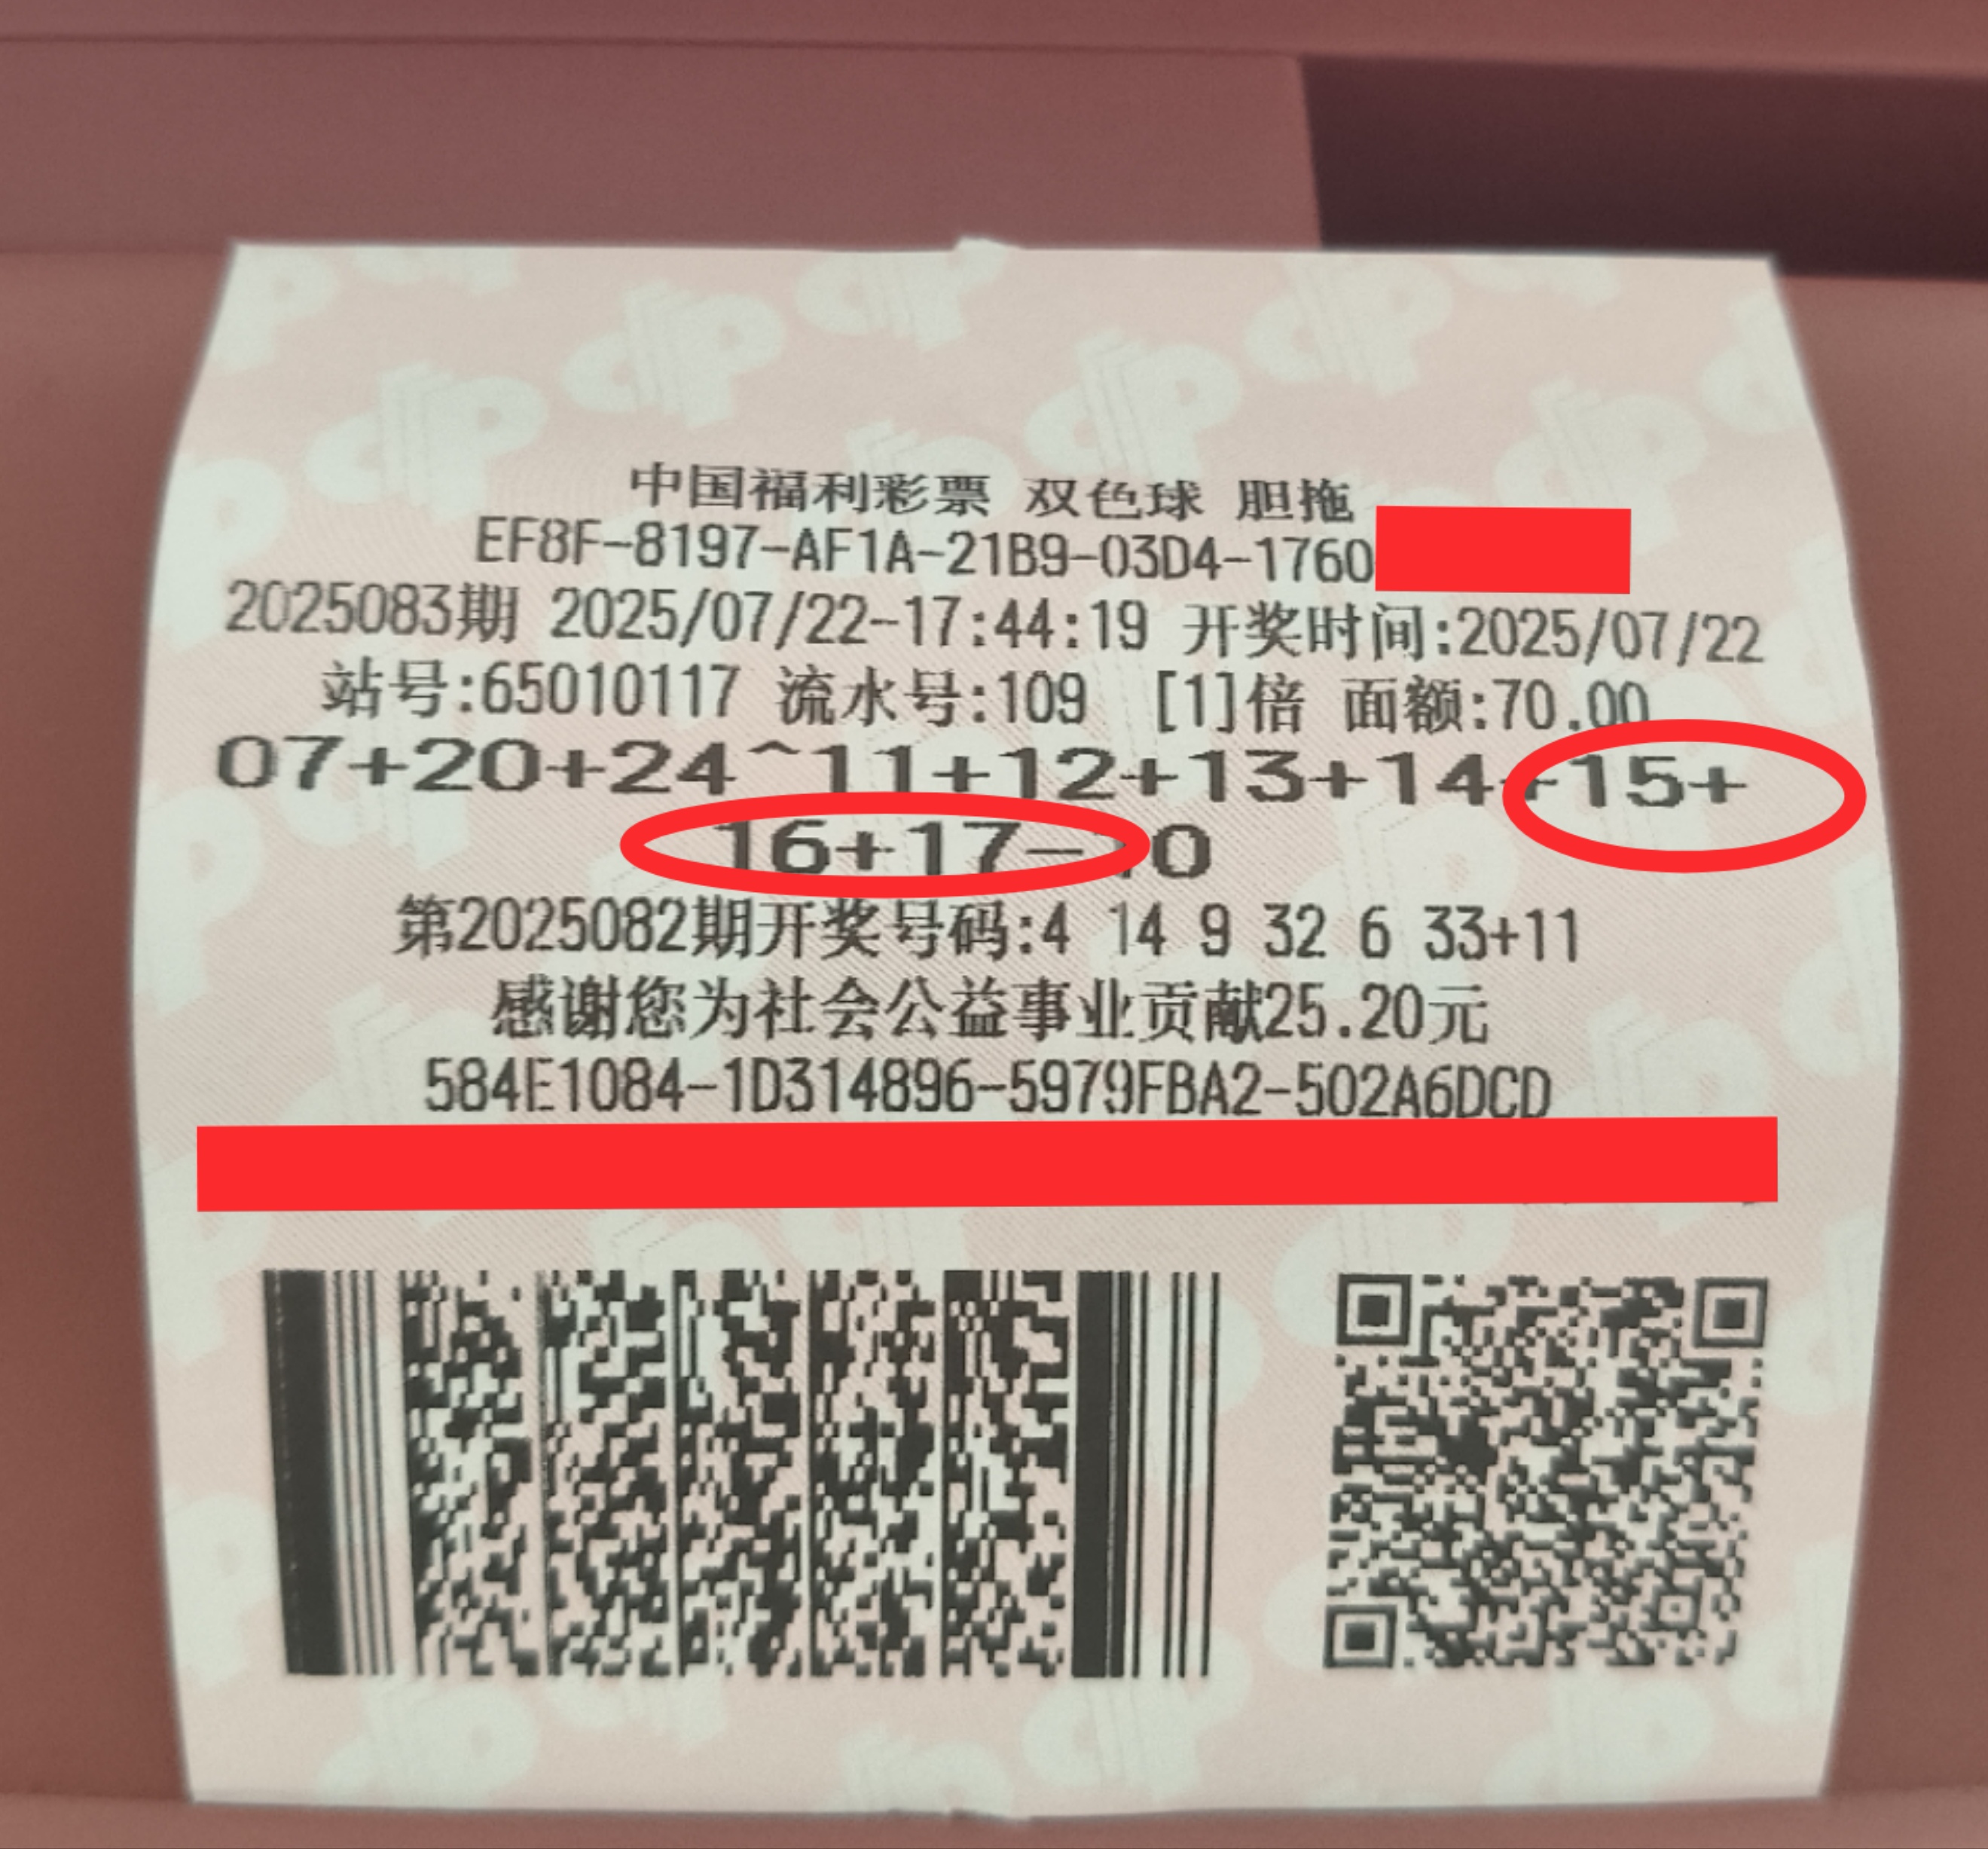 中国福利彩票 双色球 胆拖
EF8F-8197-AF1A-21B9-03D4-1760
2025083期 2025/07/22-17:44:19 开奖时间:2025/07/22
站号:65010117 流水号:109 [1]倍 面额:70.00
07+20+24^11+12+13+14+15+
16+17-10
第2025082期开奖号码:4 14 9 32 6 33+11
感谢您为社会公益事业贡献25.20元
584E1084-1D314896-5979FBA2-502A6DCD